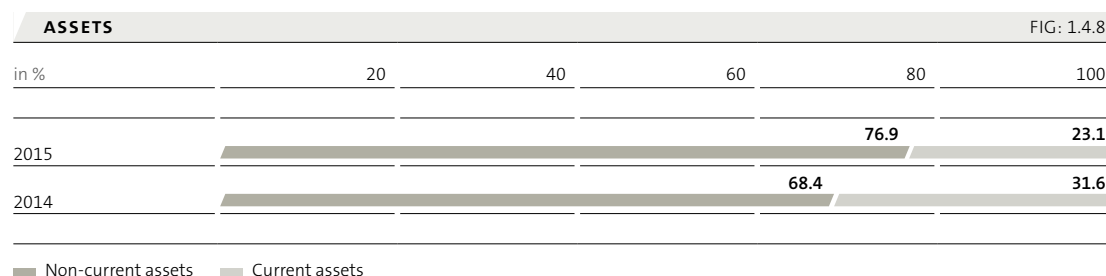 ASSETS FIG: 1.4.8
in % 20 40 60 80 100
76.9 23.1
2015
68.4 31.6
2014
Non-current assets Current assets